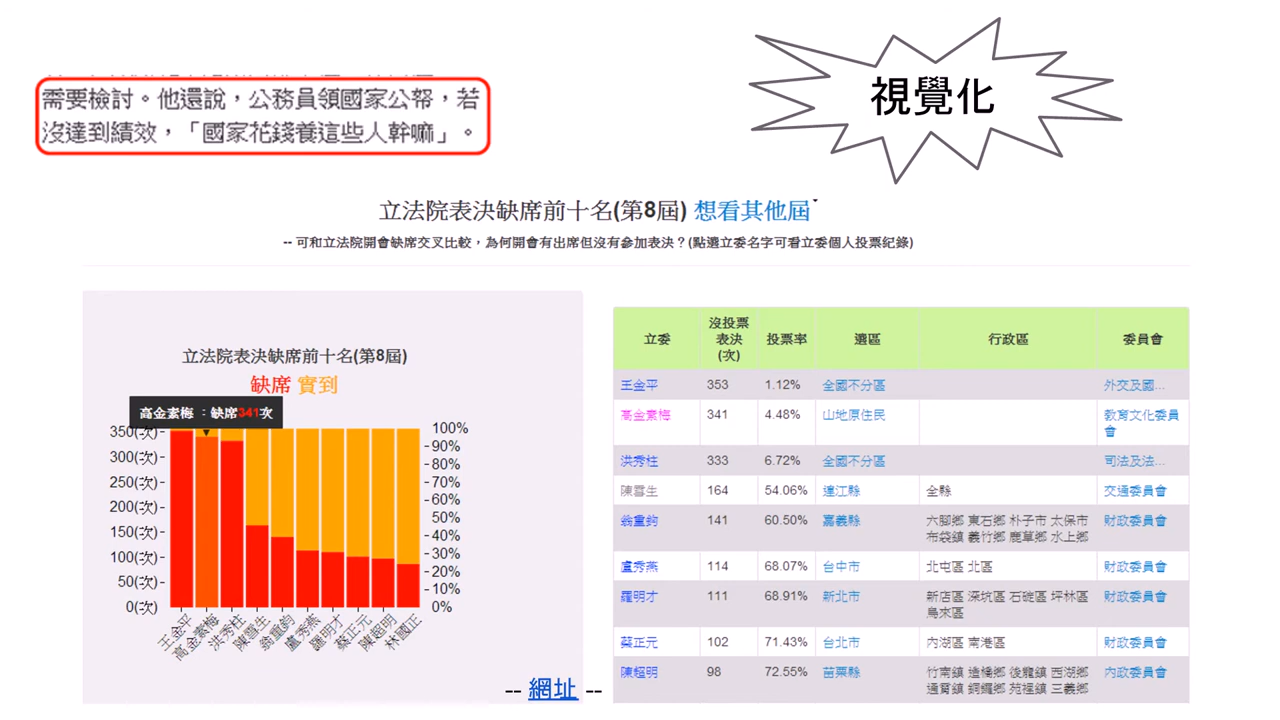 需要檢討。他還說，公務員領國家公帑，若
沒達到績效，「國家花錢養這些人幹嘛」。
視覺化
立法院表決缺席前十名(第8屆) 想看其他屆
-- 可和立法院開會缺席交叉比較，為何開會有出席但沒有參加表決？(點選立委名字可看立委個人投票紀錄)
立法院表決缺席前十名(第8屆)
缺席 實到
高金素梅 ：缺席341次
350(次)
300(次)
250(次)
200(次)
150(次)
100(次)
50(次)
0(次)
100%
90%
80%
70%
60%
50%
40%
30%
20%
10%
0%
王金平
高金素梅
洪秀柱
陳雪生
翁重鈞
盧秀燕
羅明才
蔡正元
陳超明
林國正
-- 網址 --
立委 沒投票表決(次) 投票率 選區 行政區 委員會
王金平 353 1.12% 全國不分區 外交及國...
高金素梅 341 4.48% 山地原住民 教育文化委員
會
洪秀柱 333 6.72% 全國不分區 司法及法...
陳雪生 164 54.06% 連江縣 全縣 交通委員會
翁重鈞 141 60.50% 嘉義縣 六腳鄉 東石鄉 朴子市 太保市 財政委員會
布袋鎮 義竹鄉 鹿草鄉 水上鄉
盧秀燕 114 68.07% 台中市 北屯區 北區 財政委員會
羅明才 111 68.91% 新北市 新店區 深坑區 石碇區 坪林區 財政委員會
烏來區
蔡正元 102 71.43% 台北市 內湖區 南港區 財政委員會
陳超明 98 72.55% 苗栗縣 竹南鎮 造橋鄉 後龍鎮 西湖鄉 內政委員會
通霄鎮 銅鑼鄉 苑裡鎮 三義鄉